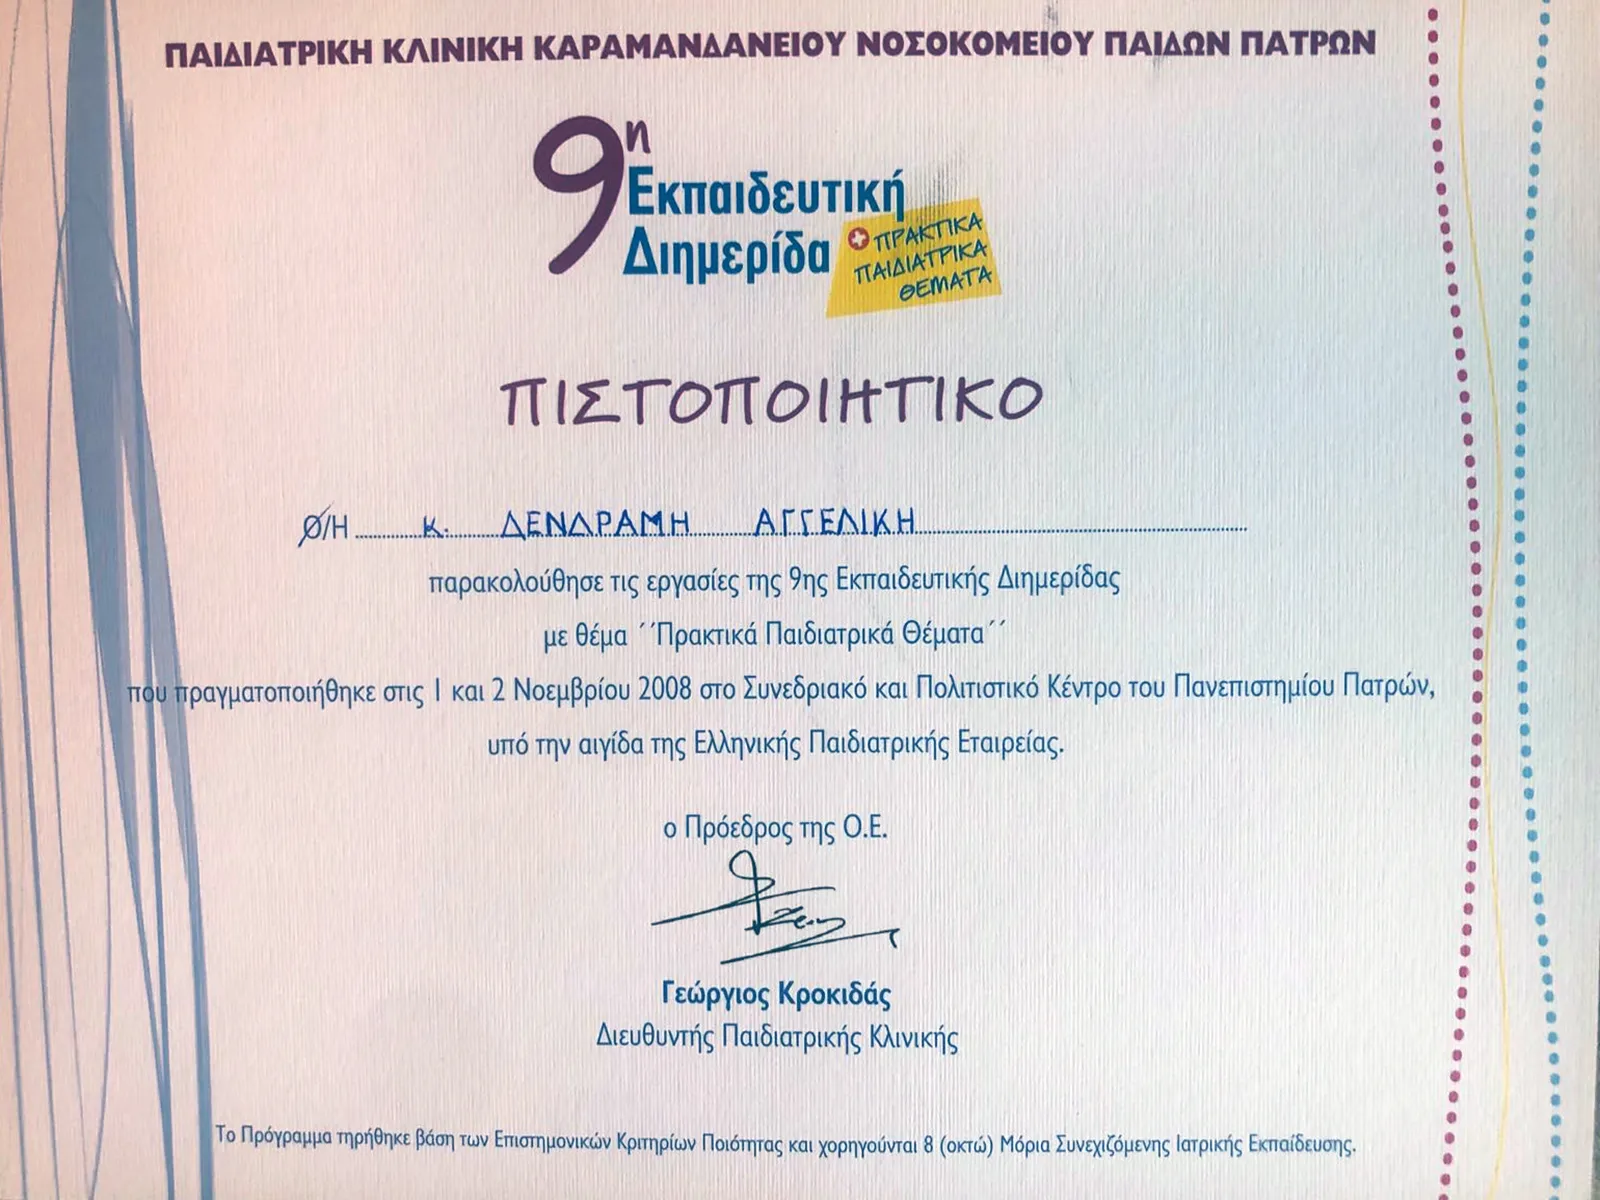 ΠΑΙΔΙΑΤΡΙΚΗ ΚΛΙΝΙΚΗ ΚΑΡΑΜΑΝΔΑΝΕΙΟΥ ΝΟΣΟΚΟΜΕΙΟΥ ΠΑΙΔΩΝ ΠΑΤΡΩΝ
9η
Εκπαιδευτική
Διημερίδα
ΠΡΑΚΤΙΚΑ
ΠΑΙΔΙΑΤΡΙΚΑ
ΘΕΜΑΤΑ
ΠΙΣΤΟΠΟΙΗΤΙΚΟ
Ο/Η Κ. ΔΕΝΔΡΑΜΗ ΑΓΓΕΛΙΚΗ
παρακολούθησε τις εργασίες της 9ης Εκπαιδευτικής Διημερίδας
με θέμα ΄΄Πρακτικά Παιδιατρικά Θέματα΄΄
που πραγματοποιήθηκε στις 1 και 2 Νοεμβρίου 2008 στο Συνεδριακό και Πολιτιστικό Κέντρο του Πανεπιστημίου Πατρών,
υπό την αιγίδα της Ελληνικής Παιδιατρικής Εταιρείας.
ο Πρόεδρος της Ο.Ε.
Γεώργιος Κροκιδάς
Διευθυντής Παιδιατρικής Κλινικής
Το Πρόγραμμα τηρήθηκε βάση των Επιστημονικών Κριτηρίων Ποιότητας και χορηγούνται 8 (οκτώ) Μόρια Συνεχιζόμενης Ιατρικής Εκπαίδευσης.